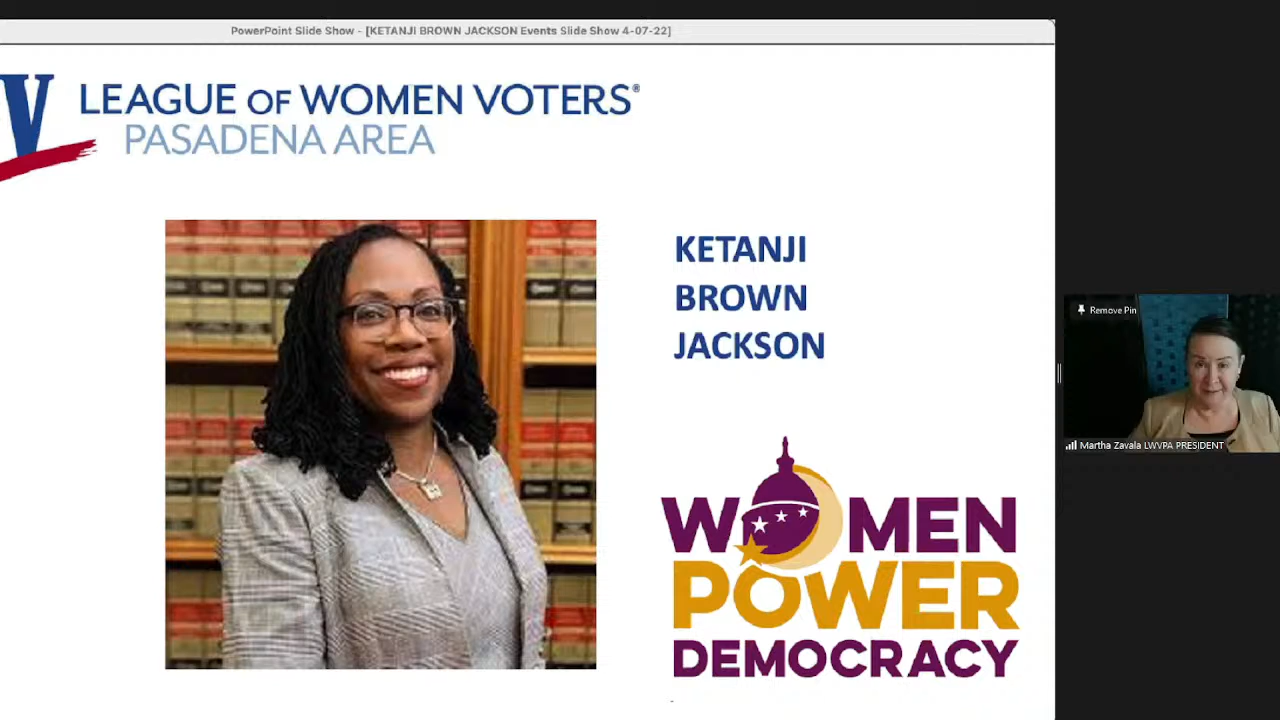 PowerPoint Slide Show - [KETANJI BROWN JACKSON Events Slide Show 4-07-22]
V
LEAGUE OF WOMEN VOTERS®
PASADENA AREA
KETANJI
BROWN
JACKSON
WOMEN
POWER
DEMOCRACY
Remove Pin
Martha Zavala LWVPA PRESIDENT